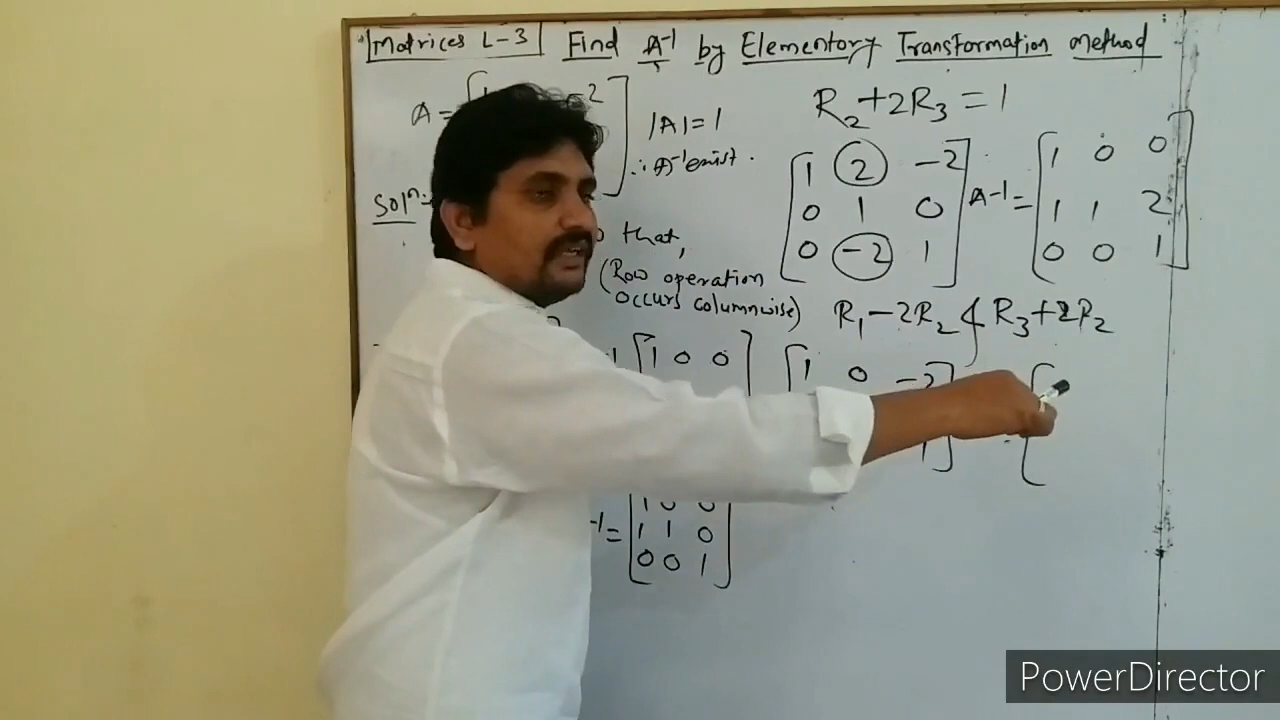 Matrices L-3 Find A⁻¹ by Elementary Transformation method
A = -2
|A| = 1
∴ A⁻¹ exist.
Solⁿ:-
that,
(Row operation
occurs columnwise)
1 0 0
1 0 0
⁻¹ = 1 1 0
0 0 1
R₂ + 2R₃ = 1
1 2 -2 A⁻¹ = 1 0 0
0 1 0 1 1 2
0 -2 1 0 0 1
R₁ - 2R₂ & R₃ + 2R₂
1 0 -2
1
PowerDirector